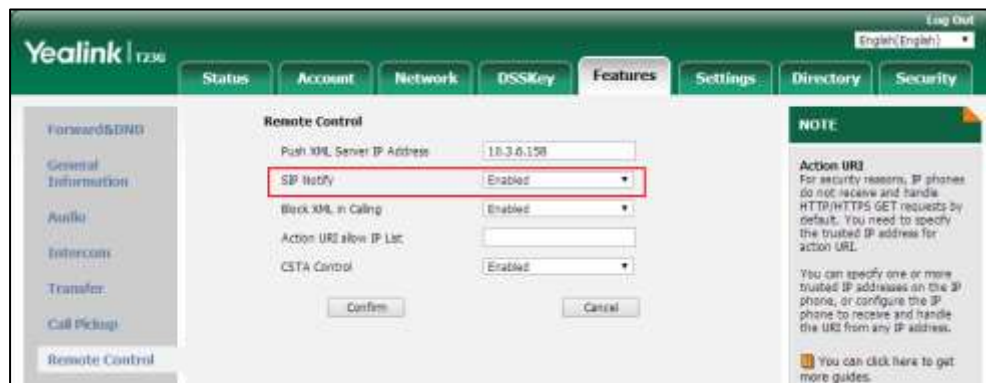 Log Out
English(English)
Yealink T23G
Status Account Network DSSKey Features Settings Directory Security
Forward&DND
General
Information
Audio
Intercom
Transfer
Call Pickup
Remote Control
Remote Control
Push XML Server IP Address 10.3.6.158
SIP Notify Enabled
Block XML in Calling Enabled
Action URI allow IP List
CSTA Control Enabled
Confirm Cancel
NOTE
Action URI
For security reasons, IP phones
do not receive and handle
HTTP/HTTPS GET requests by
default. You need to specify
the trusted IP address for
action URI.
You can specify one or more
trusted IP addresses on the IP
phone, or configure the IP
phone to receive and handle
the URI from any IP address.
You can click here to get
more guides.